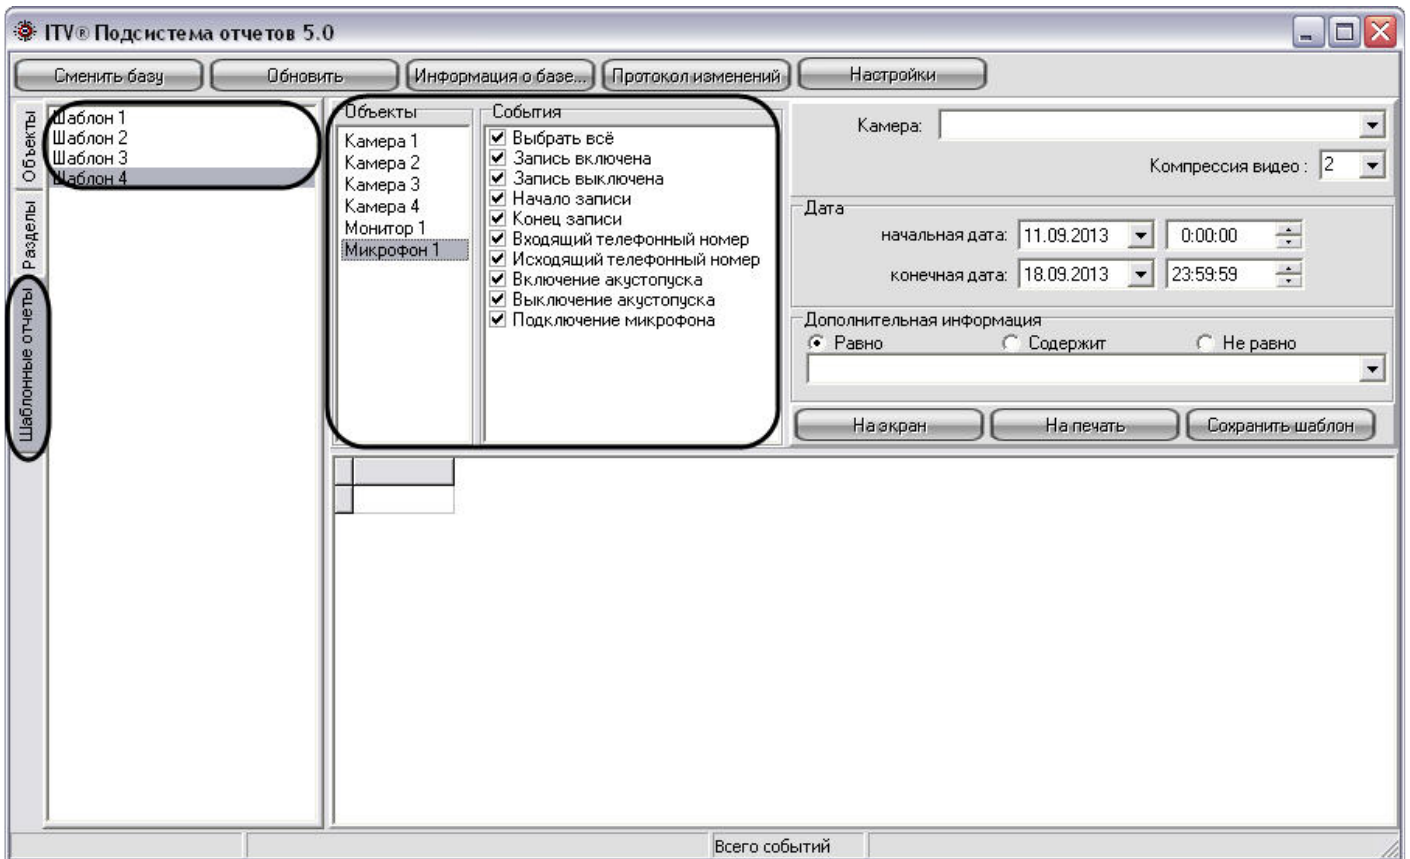 ITV® Подсистема отчетов 5.0
Сменить базу
Обновить
Информация о базе...
Протокол изменений
Настройки
Объекты
Разделы
Шаблонные отчеты
Шаблон 1
Шаблон 2
Шаблон 3
Шаблон 4
Объекты
Камера 1
Камера 2
Камера 3
Камера 4
Монитор 1
Микрофон 1
События
Выбрать всё
Запись включена
Запись выключена
Начало записи
Конец записи
Входящий телефонный номер
Исходящий телефонный номер
Включение акустопуска
Выключение акустопуска
Подключение микрофона
Камера:
Компрессия видео : 2
Дата
начальная дата: 11.09.2013 0:00:00
конечная дата: 18.09.2013 23:59:59
Дополнительная информация
Равно Содержит Не равно
На экран
На печать
Сохранить шаблон
Всего событий